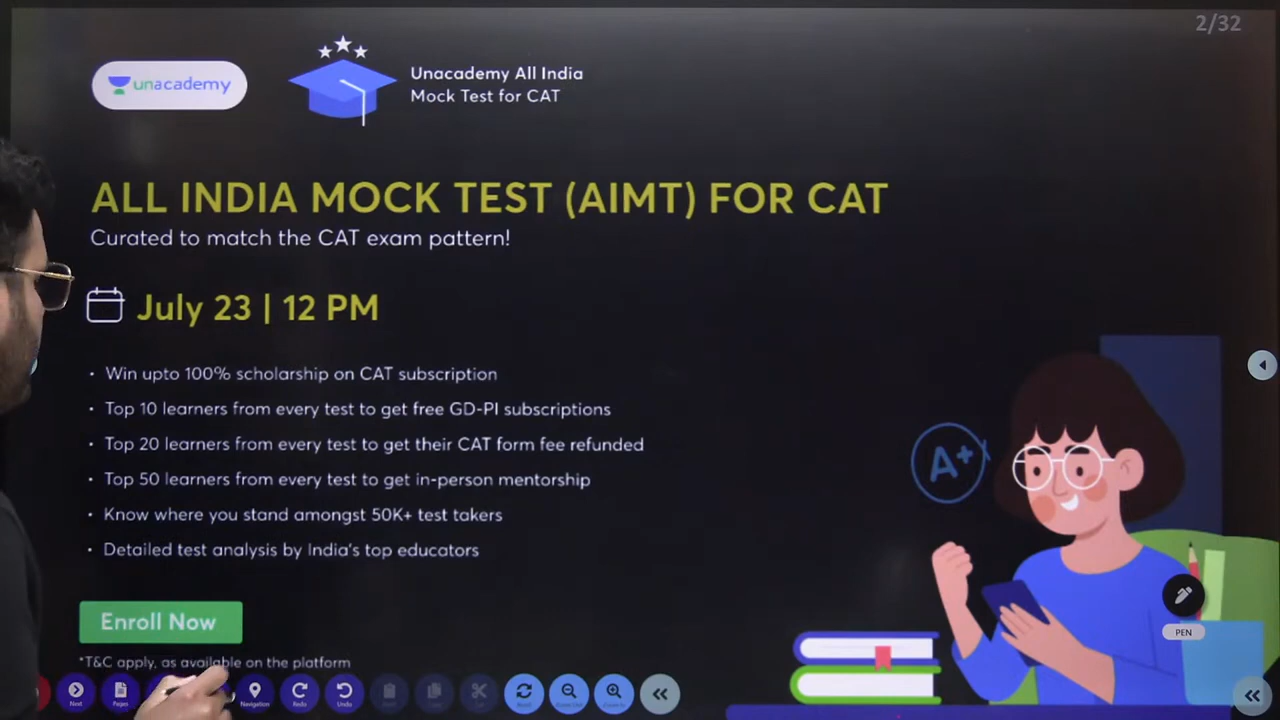 2/32
unacademy
Unacademy All India
Mock Test for CAT
ALL INDIA MOCK TEST (AIMT) FOR CAT
Curated to match the CAT exam pattern!
July 23 | 12 PM
• Win upto 100% scholarship on CAT subscription
• Top 10 learners from every test to get free GD-PI subscriptions
• Top 20 learners from every test to get their CAT form fee refunded
• Top 50 learners from every test to get in-person mentorship
• Know where you stand amongst 50K+ test takers
• Detailed test analysis by India's top educators
A+
Enroll Now
PEN
*T&C apply, as available on the platform
Next Pages Navigation Redo Undo